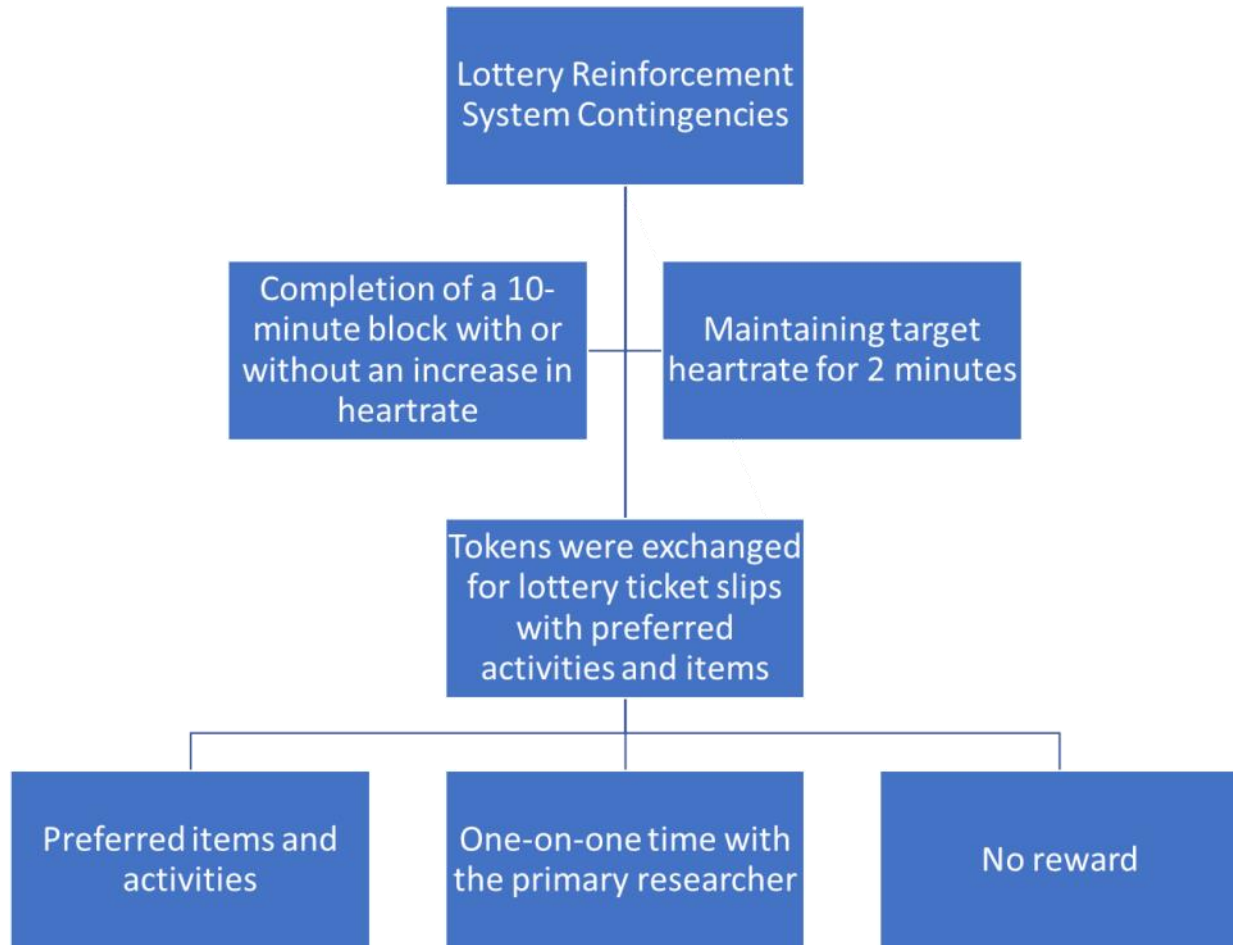 Lottery Reinforcement
System Contingencies
Completion of a 10-
minute block with or
without an increase in
heartrate
Maintaining target
heartrate for 2 minutes
Tokens were exchanged
for lottery ticket slips
with preferred
activities and items
Preferred items and
activities
One-on-one time with
the primary researcher
No reward